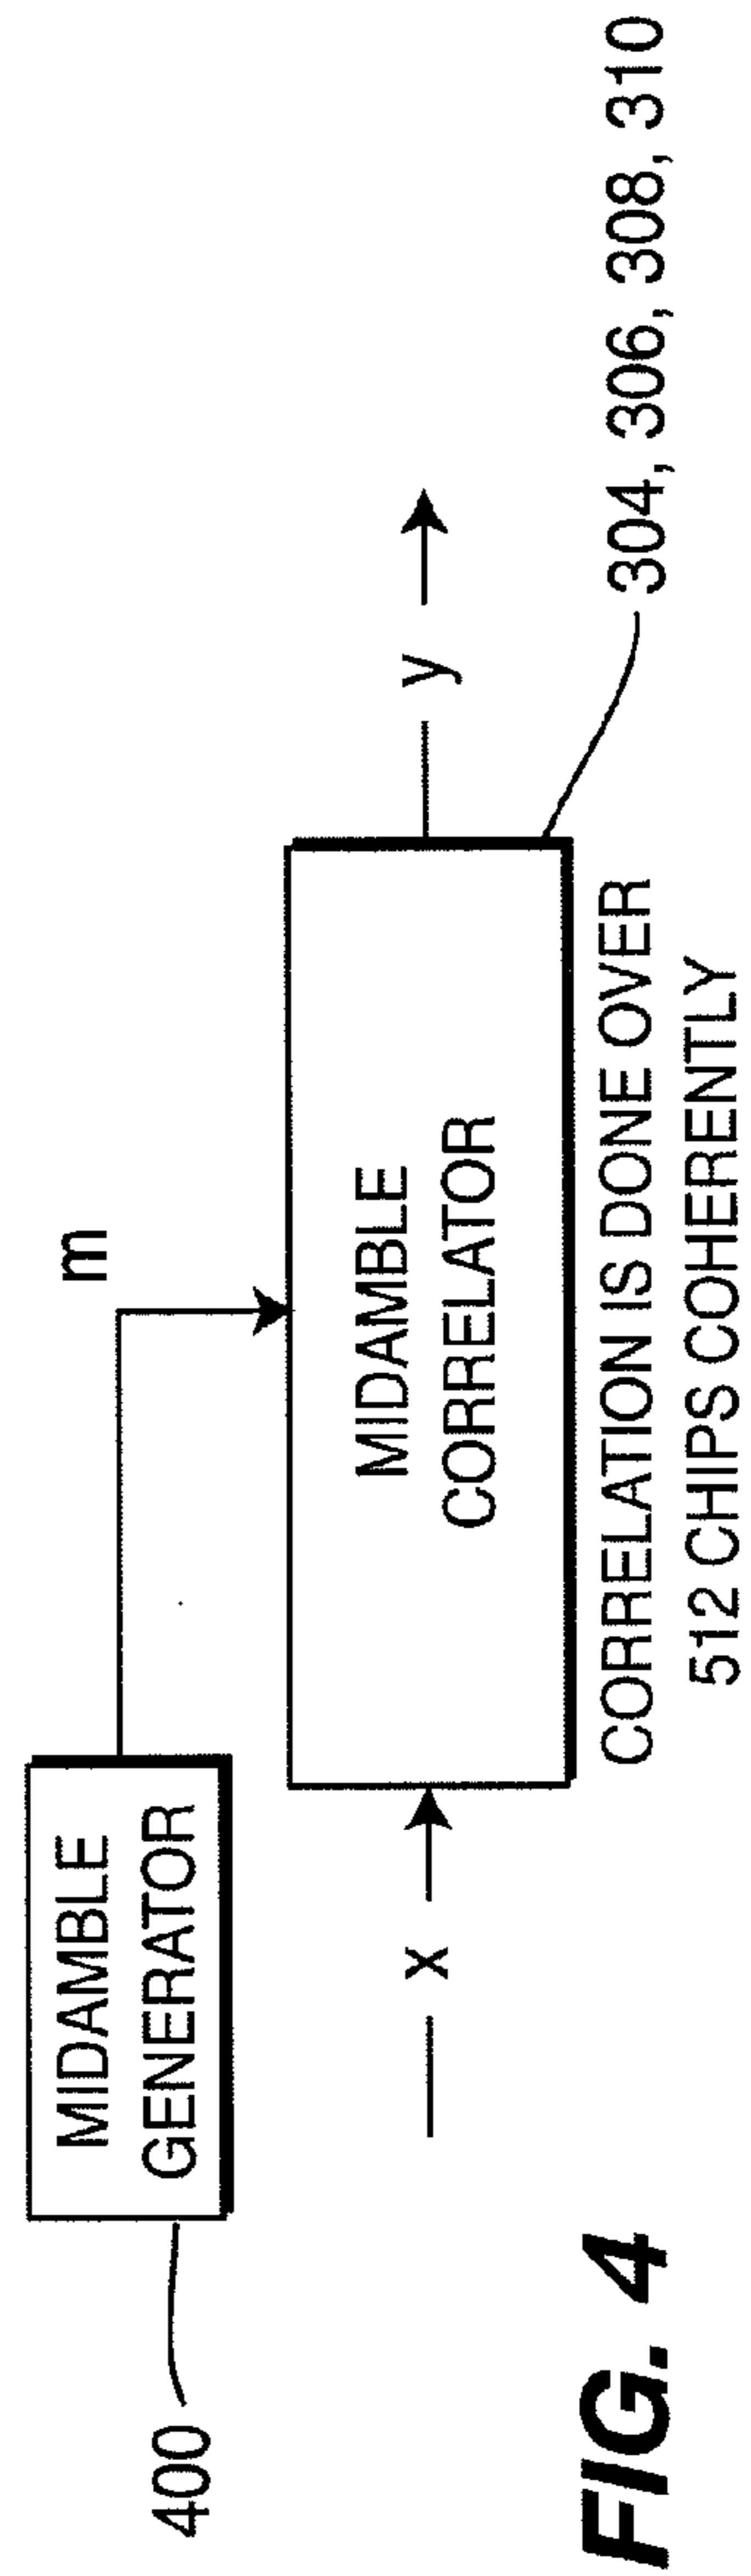 400
MIDAMBLE
GENERATOR
m
x
MIDAMBLE
CORRELATOR
y
CORRELATION IS DONE OVER
512 CHIPS COHERENTLY
304, 306, 308, 310
FIG. 4